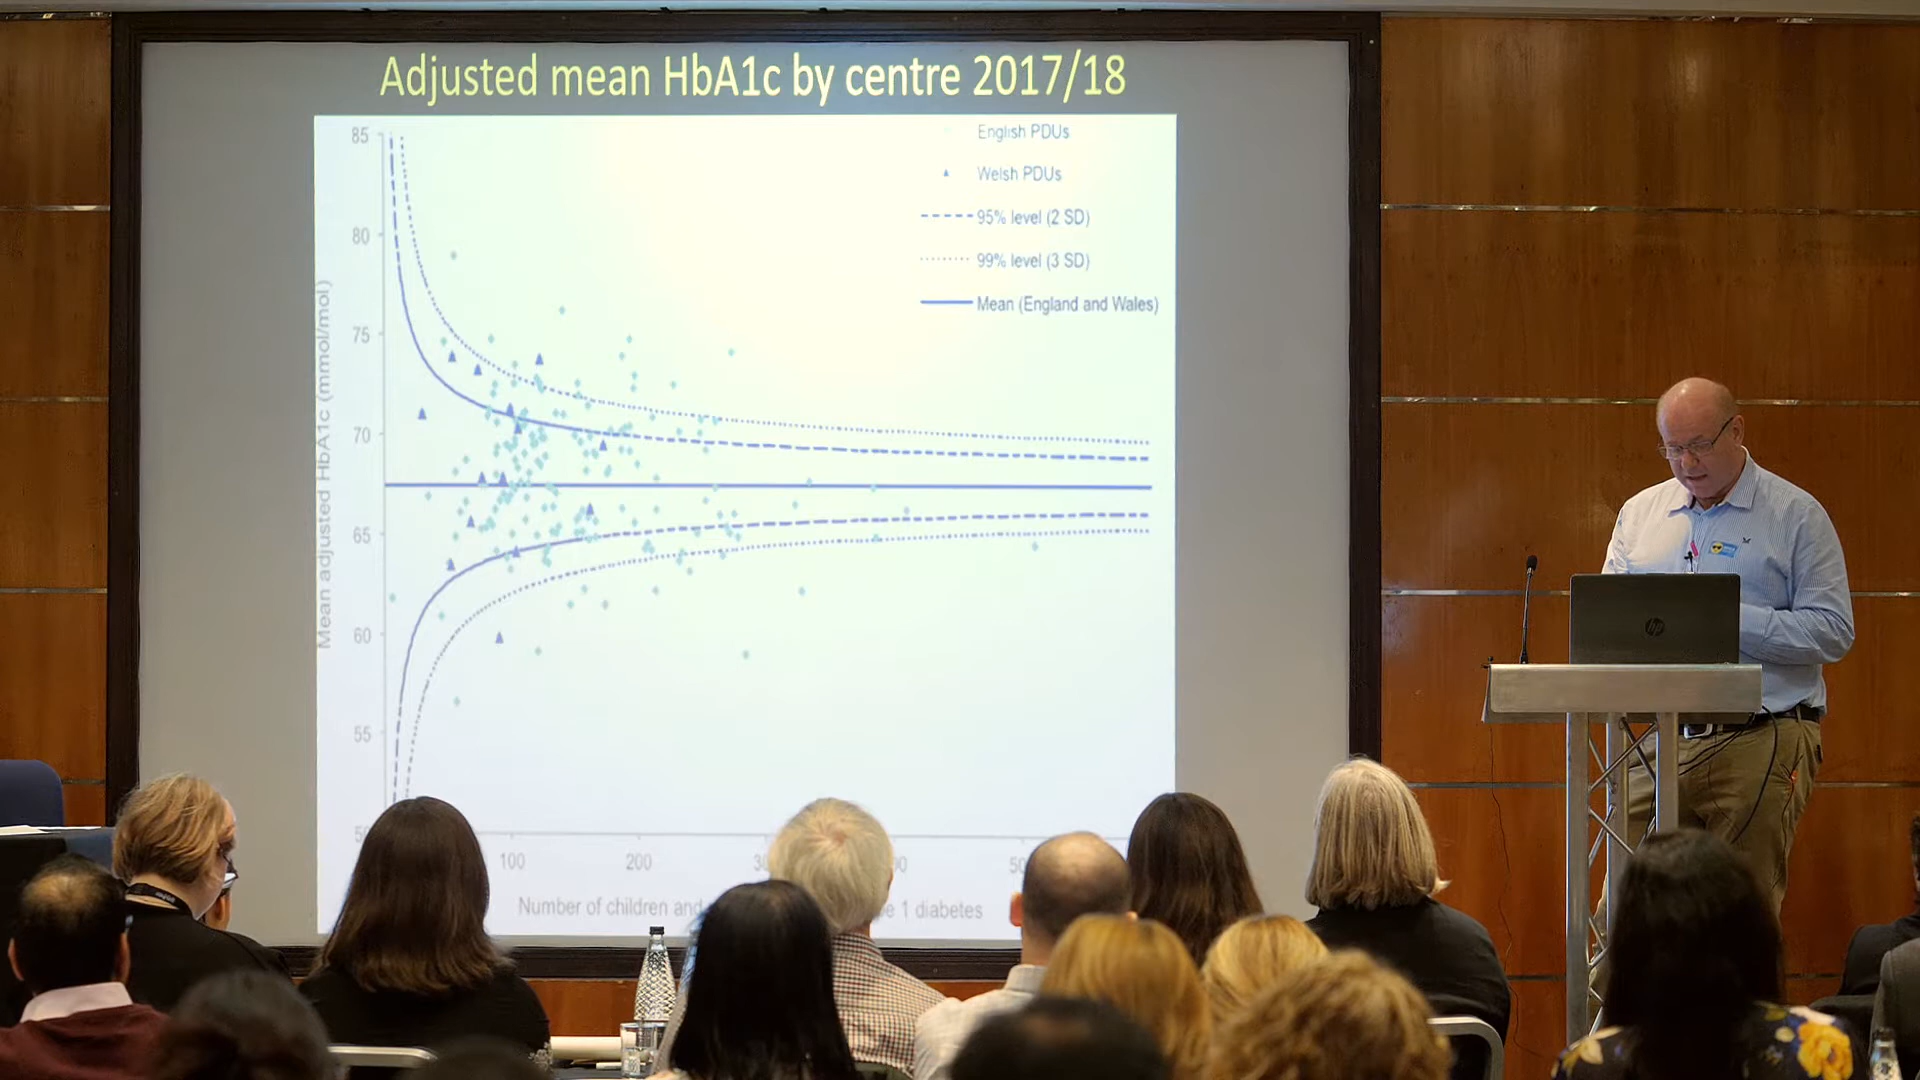 Adjusted mean HbA1c by centre 2017/18
English PDUs
Welsh PDUs
95% level (2 SD)
99% level (3 SD)
Mean (England and Wales)
Mean adjusted HbA1c (mmol/mol)
85
80
75
70
65
60
55
100
200
Number of children and
1 diabetes
hp